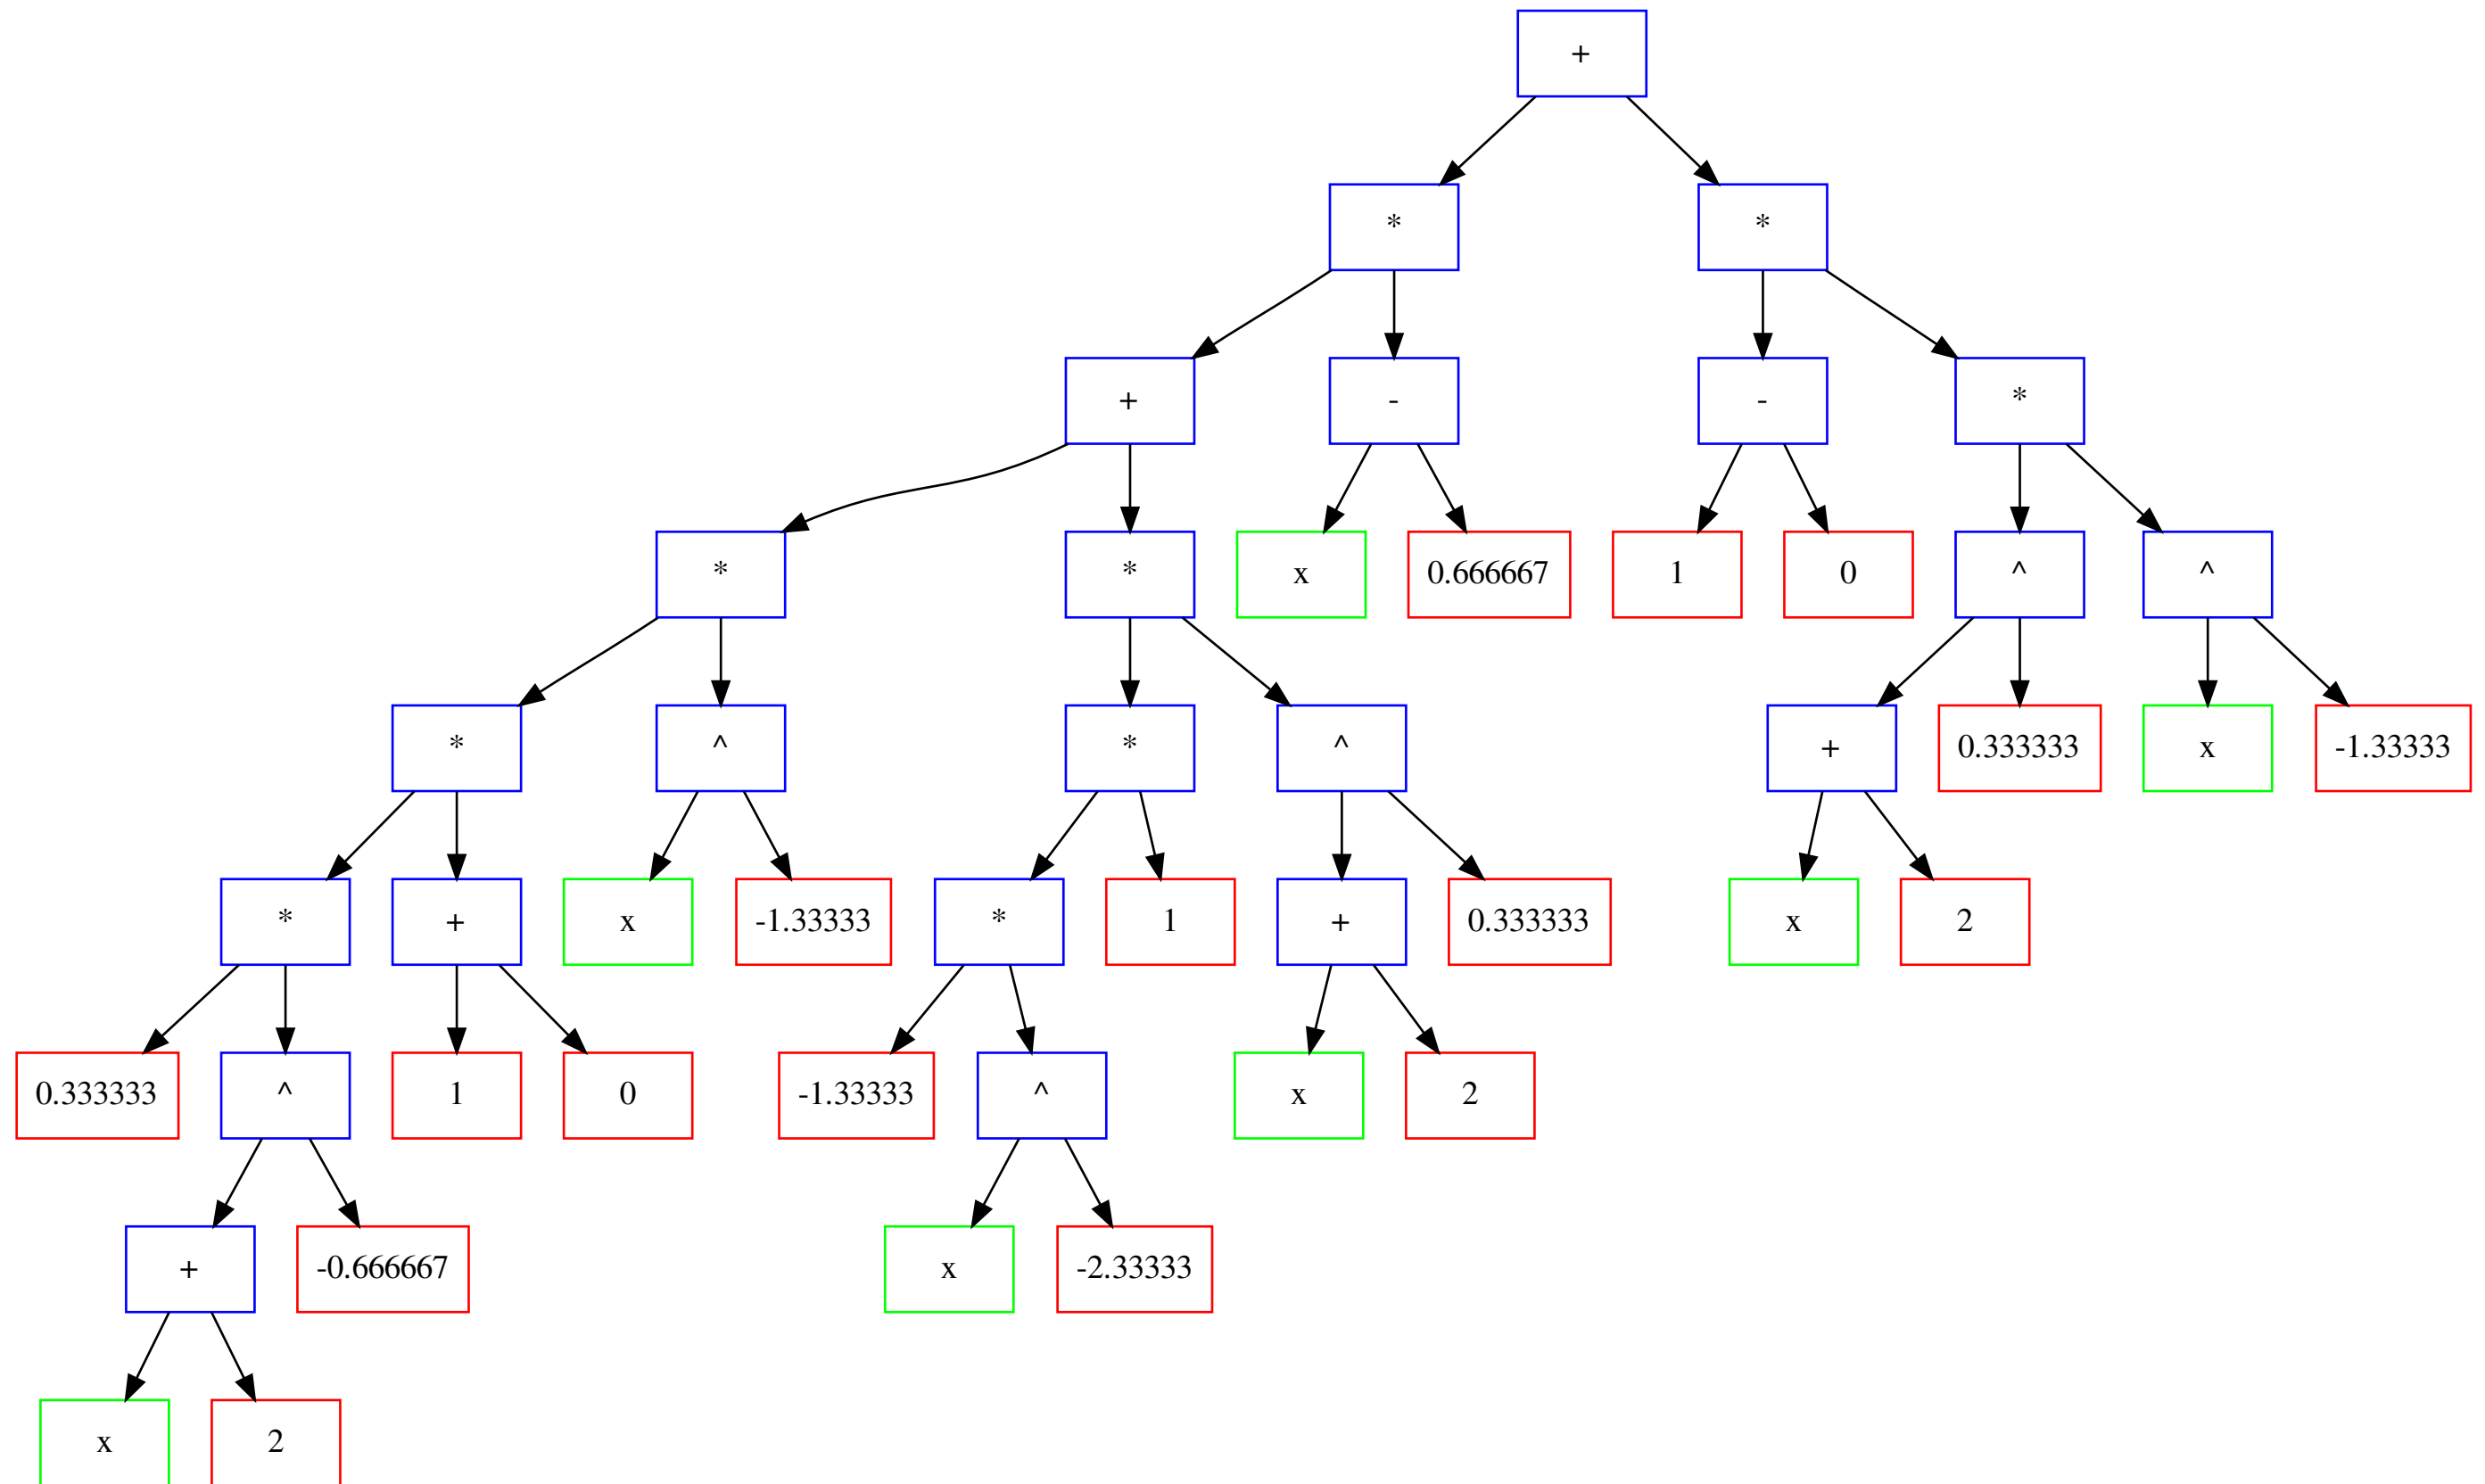 +
* *
+ - - *
* * x 0.666667 1 0 ^ ^
* ^ * ^ + 0.333333 x -1.33333
* + x -1.33333 * 1 + 0.333333 x 2
0.333333 ^ 1 0 -1.33333 ^ x 2
+ -0.666667 x -2.33333
x 2